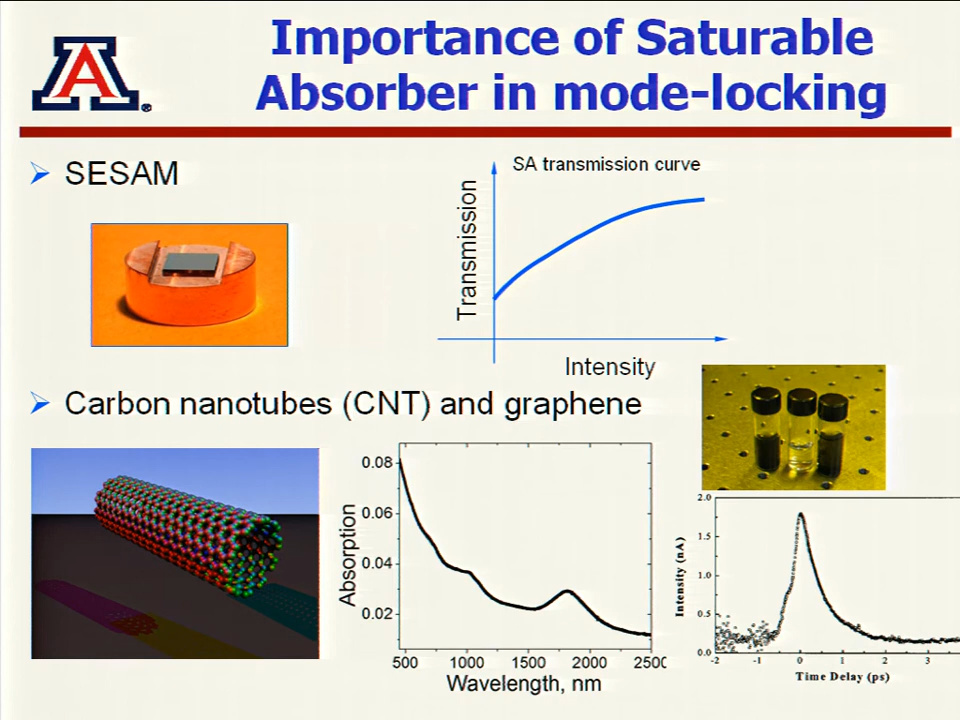 Importance of Saturable
Absorber in mode-locking
A®
SESAM
SA transmission curve
Transmission
Intensity
Carbon nanotubes (CNT) and graphene
0.08
0.06
0.04
0.02
Absorption
500 1000 1500 2000 2500
Wavelength, nm
2.0
1.5
1.0
0.5
0.0
Intensity (nA)
-2 -1 0 1 2 3
Time Delay (ps)